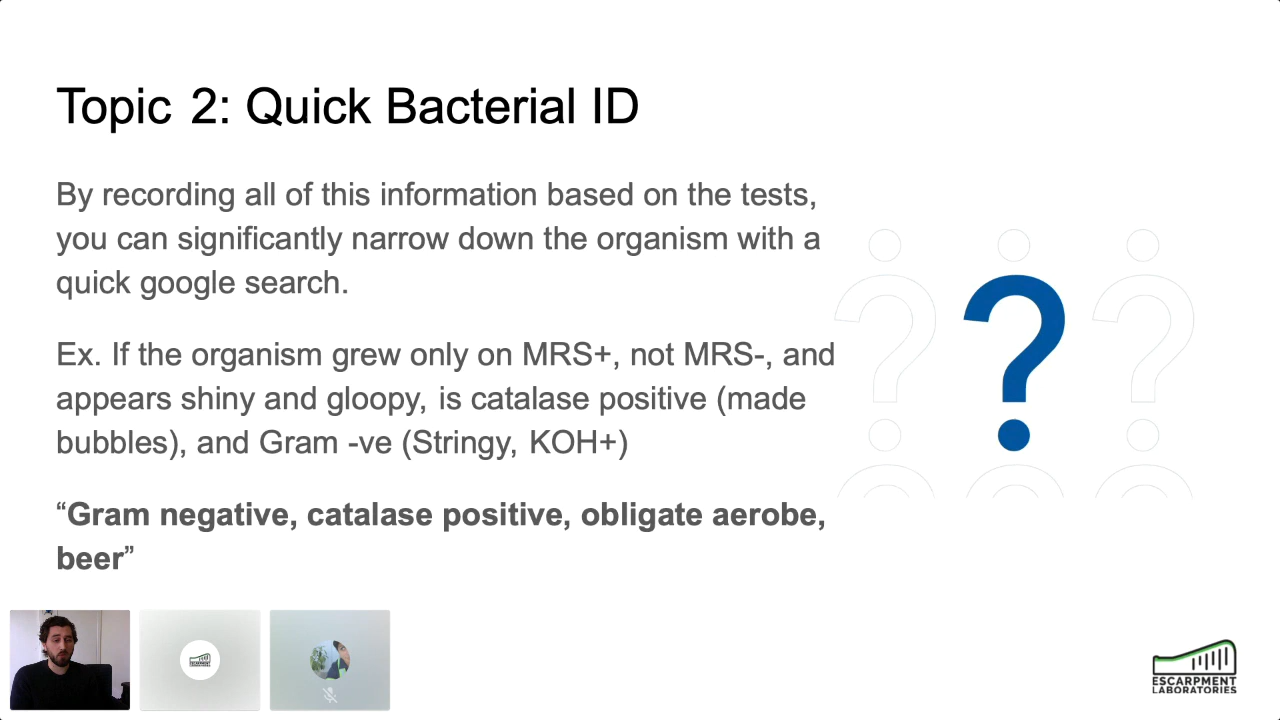 Topic 2: Quick Bacterial ID
By recording all of this information based on the tests,
you can significantly narrow down the organism with a
quick google search.
Ex. If the organism grew only on MRS+, not MRS-, and
appears shiny and gloopy, is catalase positive (made
bubbles), and Gram -ve (Stringy, KOH+)
“Gram negative, catalase positive, obligate aerobe,
beer”
?
ESCARPMENT
LABORATORIES
ESCARPMENT
LABORATORIES